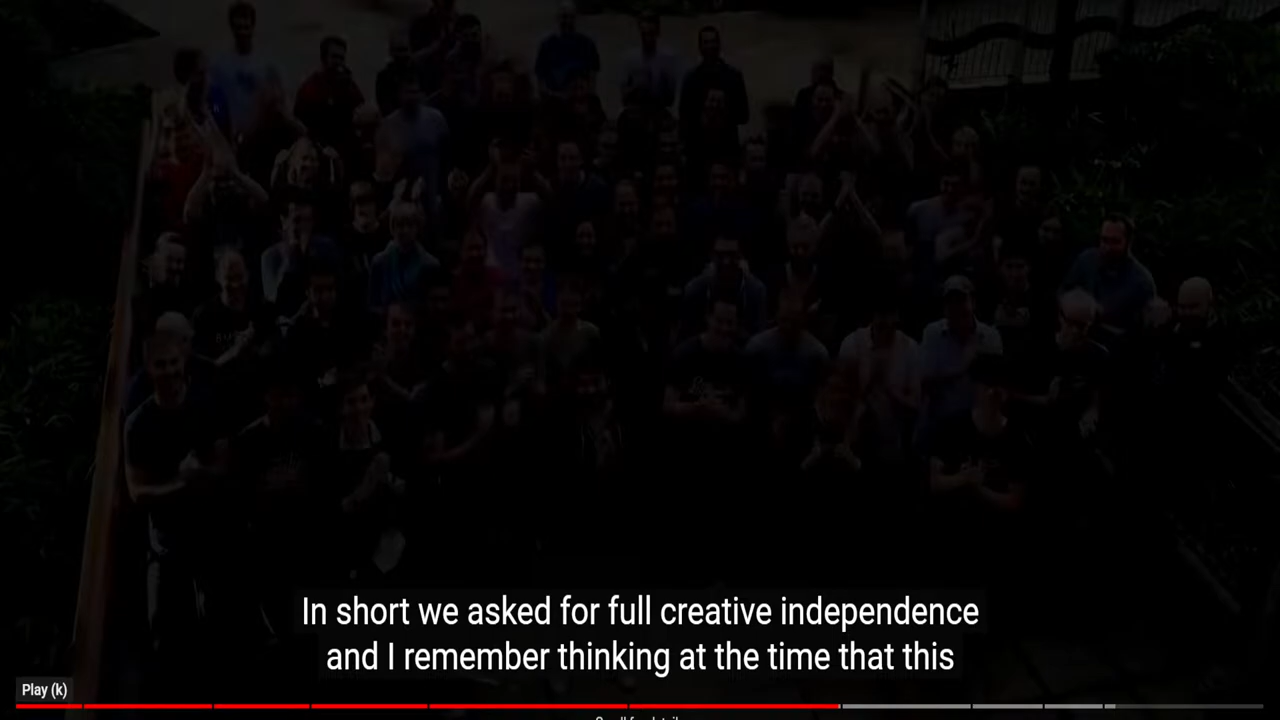 In short we asked for full creative independence
and I remember thinking at the time that this
Play (k)